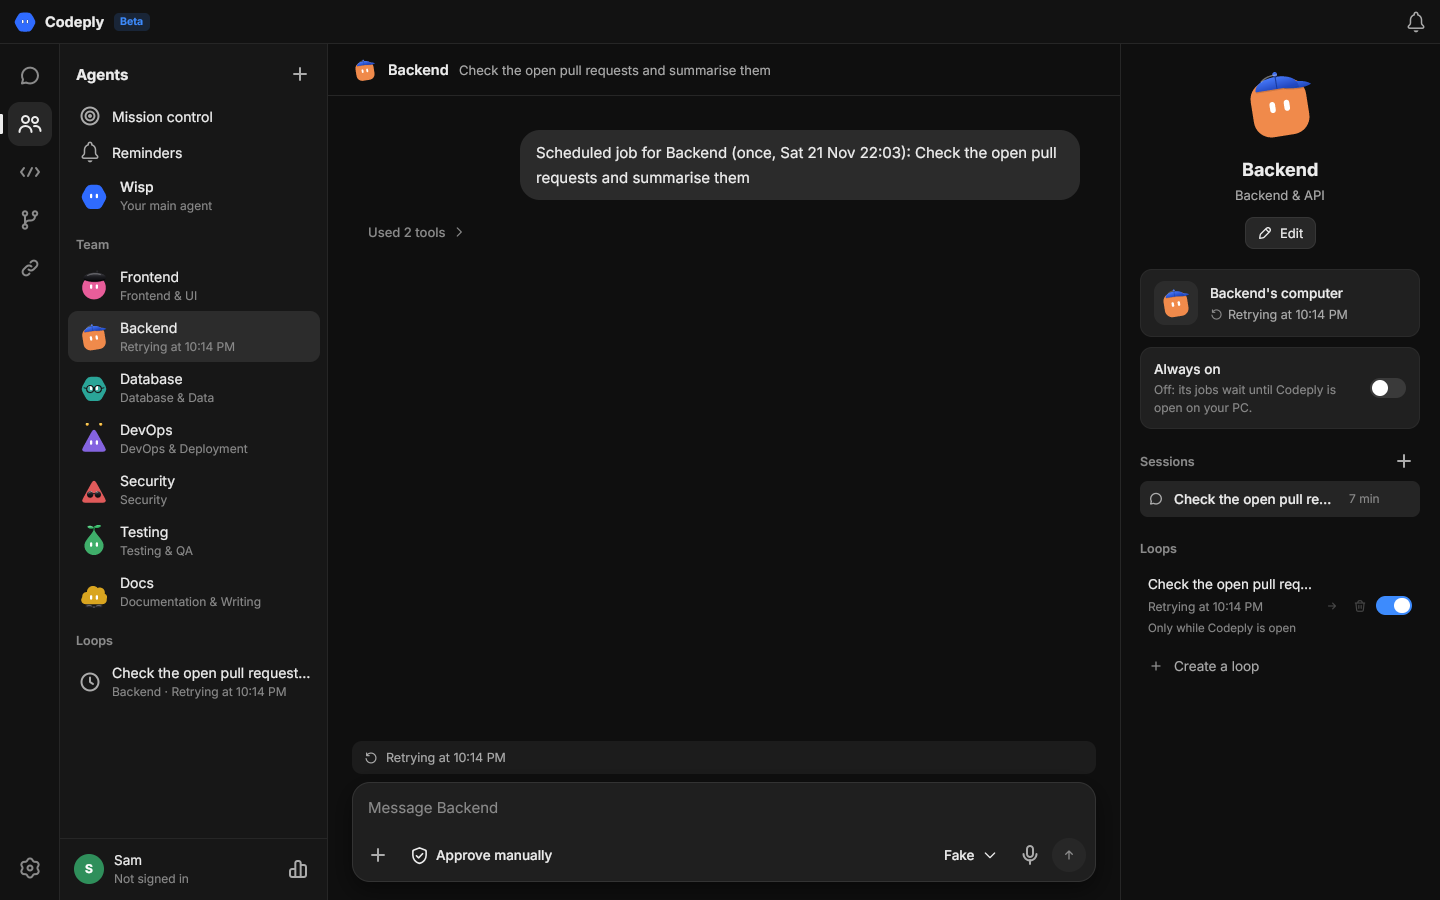 Codeply Beta
Agents
Mission control
Reminders
Wisp
Your main agent
Team
Frontend
Frontend & UI
Backend
Retrying at 10:14 PM
Database
Database & Data
DevOps
DevOps & Deployment
Security
Security
Testing
Testing & QA
Docs
Documentation & Writing
Loops
Check the open pull request...
Backend · Retrying at 10:14 PM
S
Sam
Not signed in
Backend Check the open pull requests and summarise them
Scheduled job for Backend (once, Sat 21 Nov 22:03): Check the open pull
requests and summarise them
Used 2 tools
Retrying at 10:14 PM
Message Backend
Approve manually
Fake
Backend
Backend & API
Edit
Backend's computer
Retrying at 10:14 PM
Always on
Off: its jobs wait until Codeply is
open on your PC.
Sessions
Check the open pull re... 7 min
Loops
Check the open pull req...
Retrying at 10:14 PM
Only while Codeply is open
Create a loop